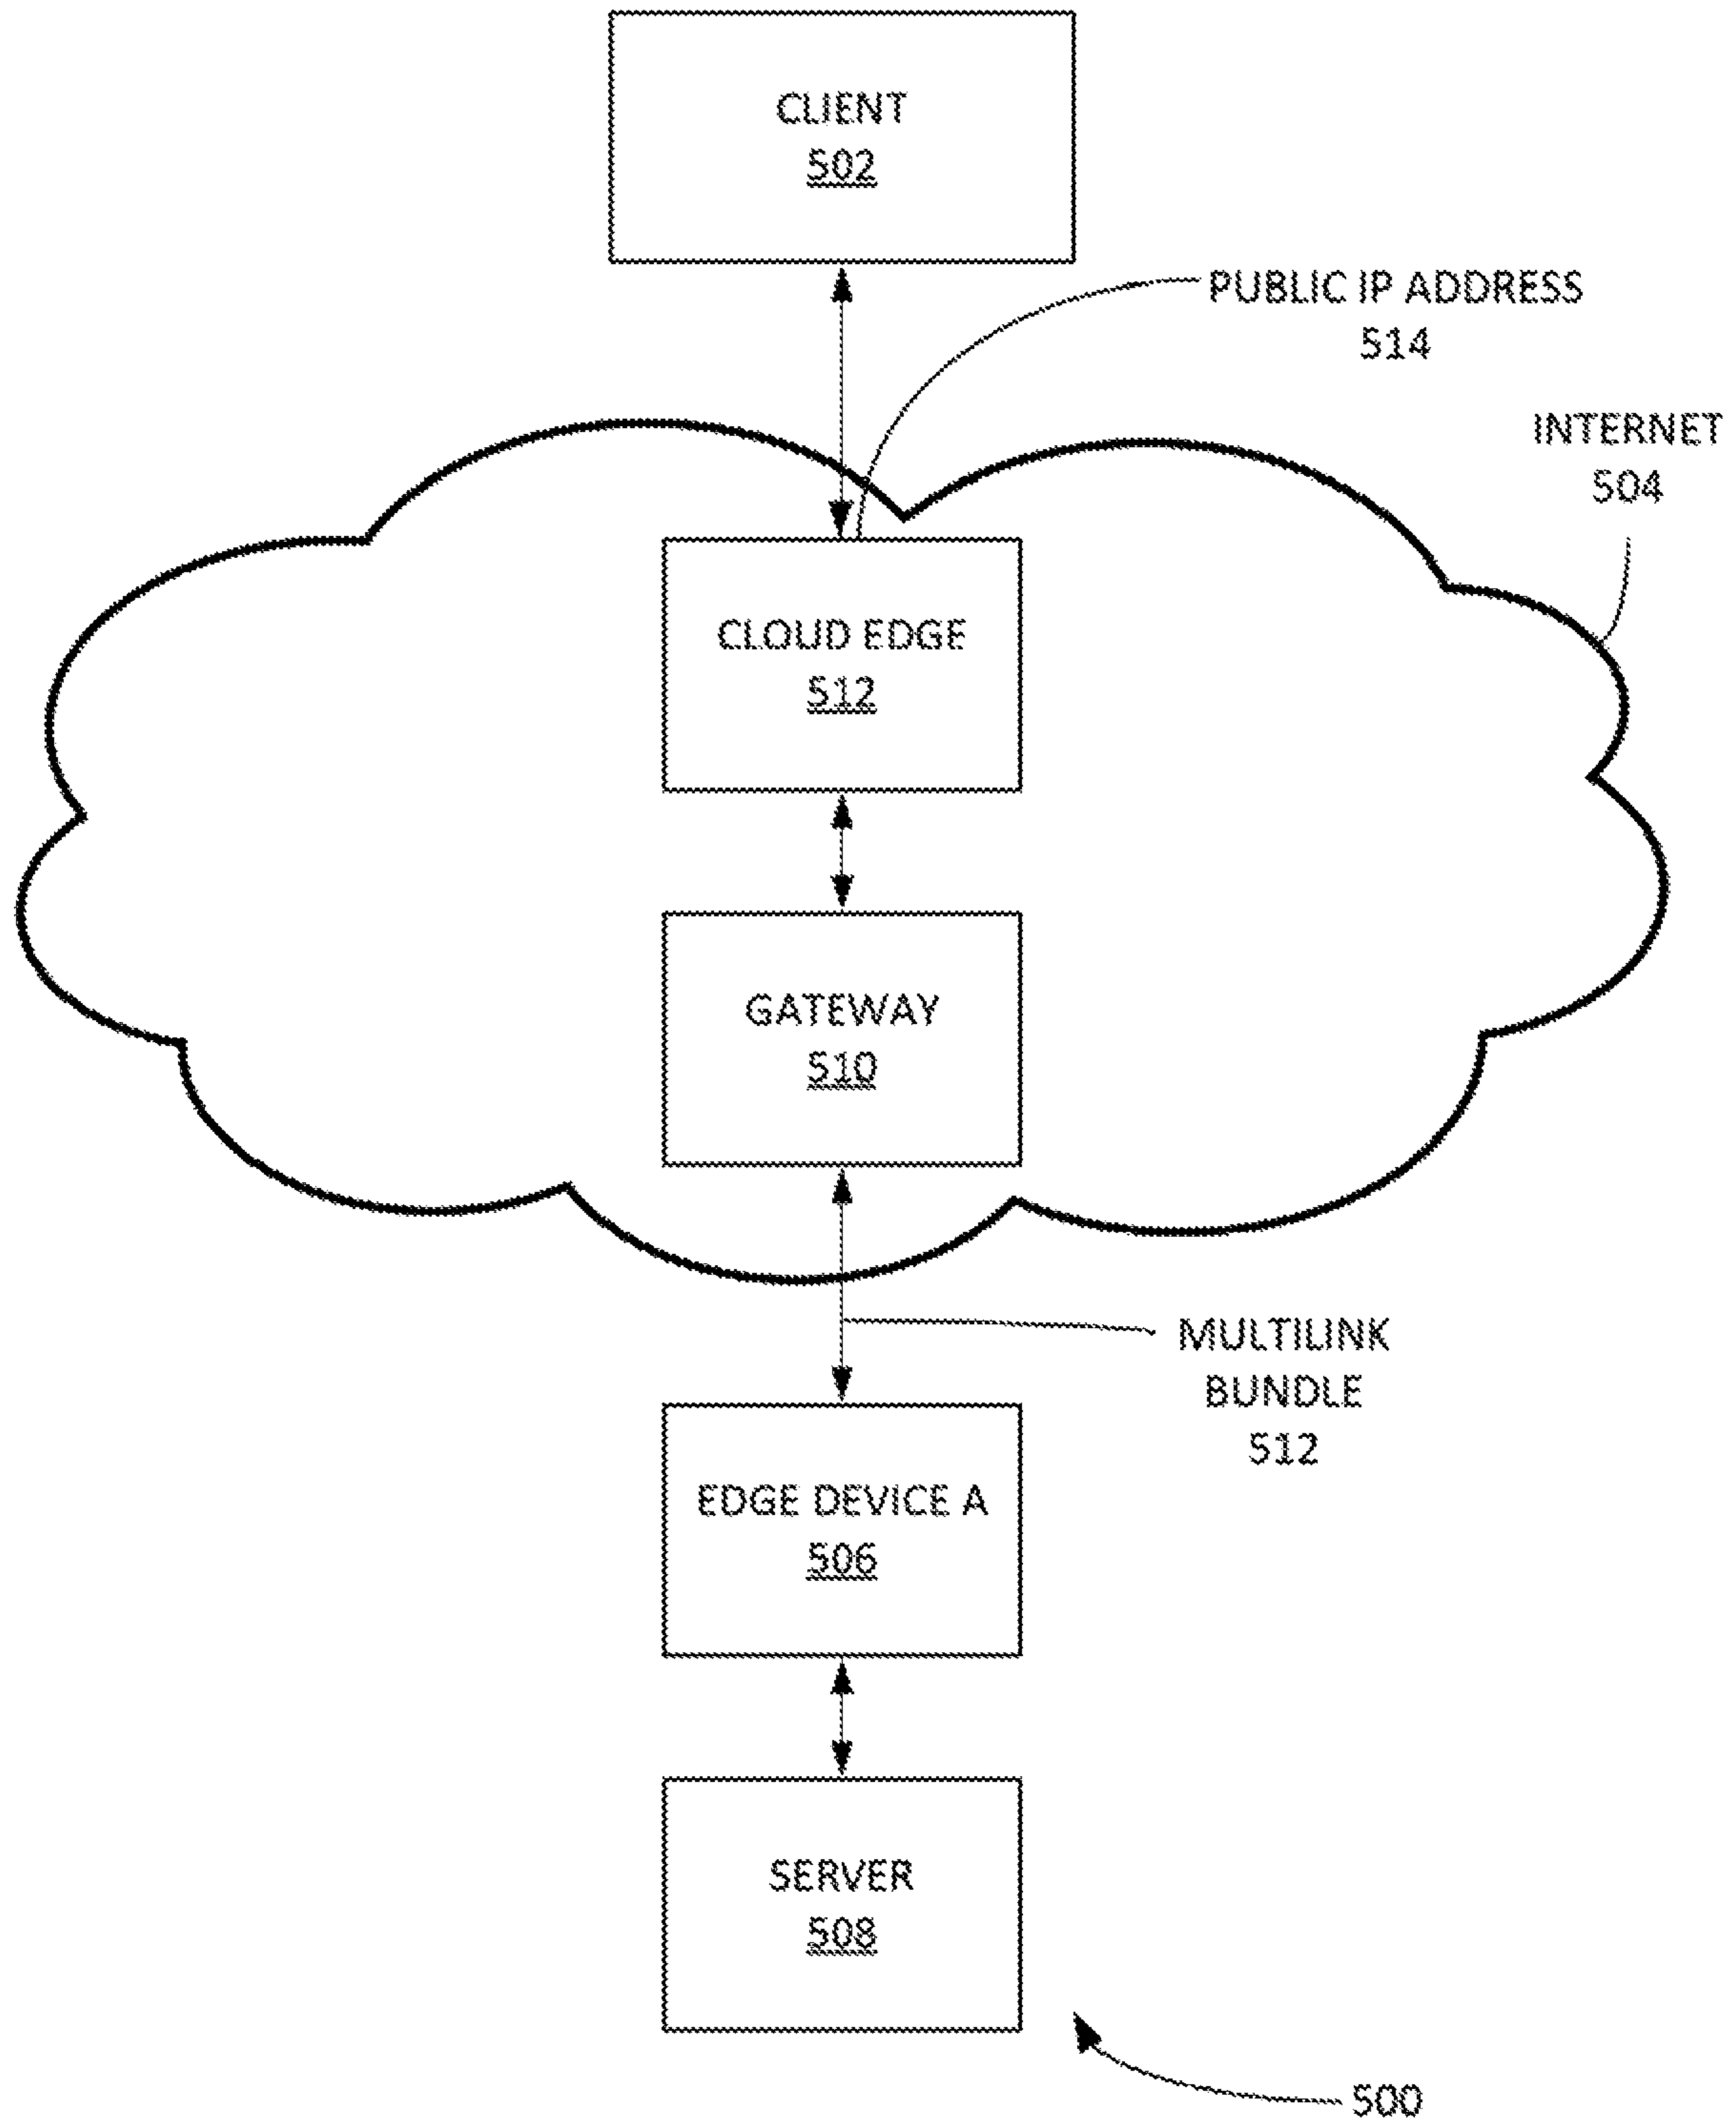 CLIENT
502
PUBLIC IP ADDRESS
514
INTERNET
504
CLOUD EDGE
512
GATEWAY
510
MULTILINK
BUNDLE
512
EDGE DEVICE A
506
SERVER
508
500